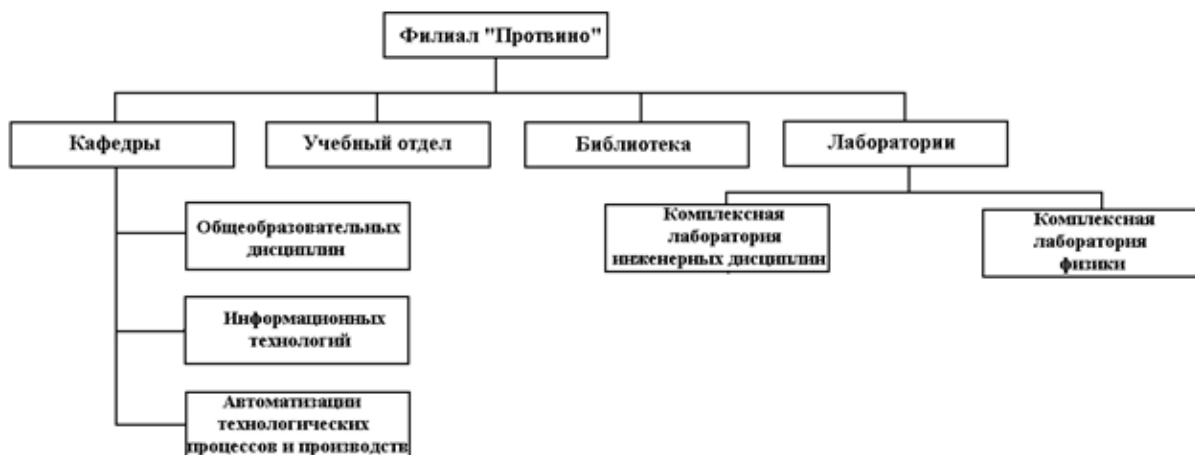 Филиал "Протвино"
Кафедры
Учебный отдел
Библиотека
Лаборатории
Общеобразовательных
дисциплин
Информационных
технологий
Автоматизации
технологических
процессов и производств
Комплексная
лаборатория
инженерных дисциплин
Комплексная
лаборатория
физики